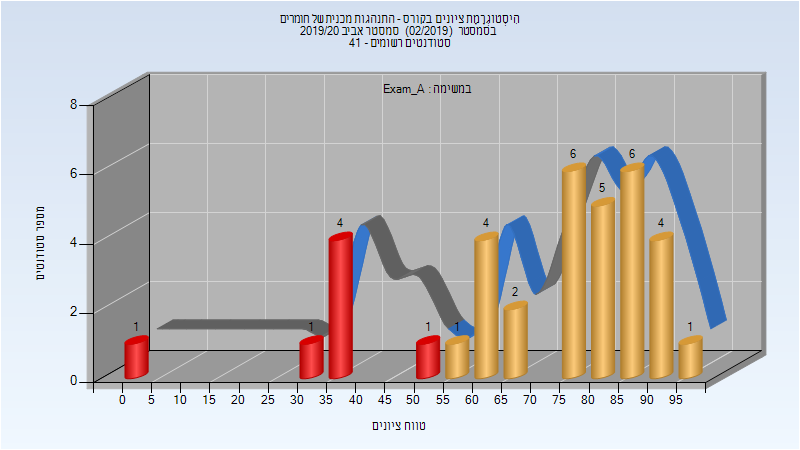 היסטוגרמת ציונים בקורס - התנהגות מכנית של חומרים
בסמסטר (02/2019) סמסטר אביב 2019/20
סטודנטים רשומים - 41
במשימה : Exam_A
מספר סטודנטים
8
6
4
2
0
1
1
4
1
1
4
2
6
5
6
4
1
0 5 10 15 20 25 30 35 40 45 50 55 60 65 70 75 80 85 90 95
טווח ציונים